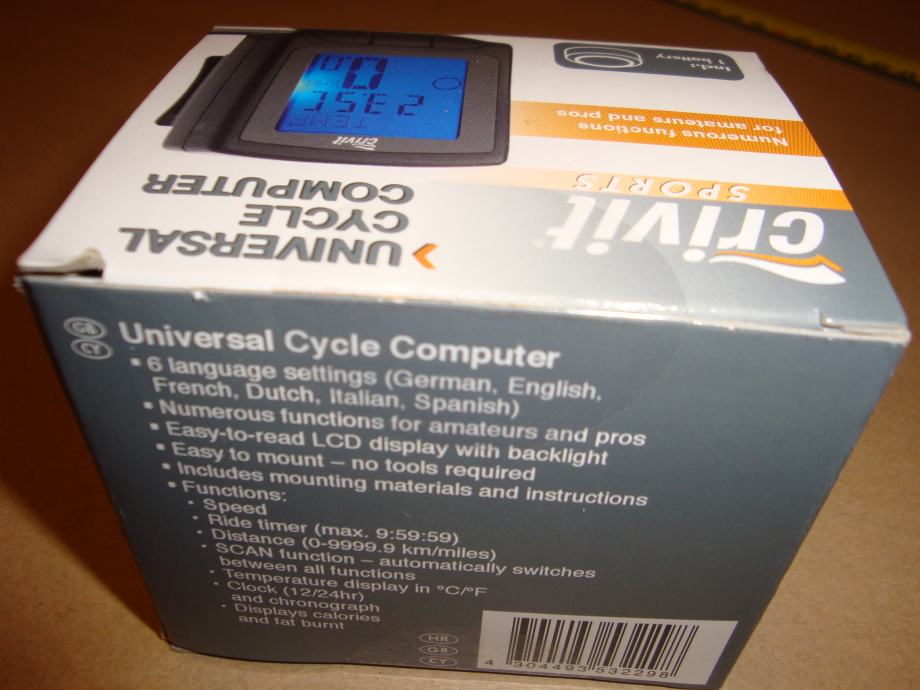 Incl.:
1 battery
Numerous functions
for amateurs and pros
crivit
SPORTS
UNIVERSAL
CYCLE
COMPUTER
crivit
TEMP
GB
CY
Universal Cycle Computer
▪ 6 language settings (German, English,
French, Dutch, Italian, Spanish)
▪ Numerous functions for amateurs and pros
▪ Easy-to-read LCD display with backlight
▪ Easy to mount – no tools required
▪ Includes mounting materials and instructions
▪ Functions:
· Speed
· Ride timer (max. 9:59:59)
· Distance (0-9999.9 km/miles)
· SCAN function – automatically switches
between all functions
· Temperature display in °C/°F
· Clock (12/24hr)
and chronograph
· Displays calories
and fat burnt
HR
GR
CY
4 304493 532298